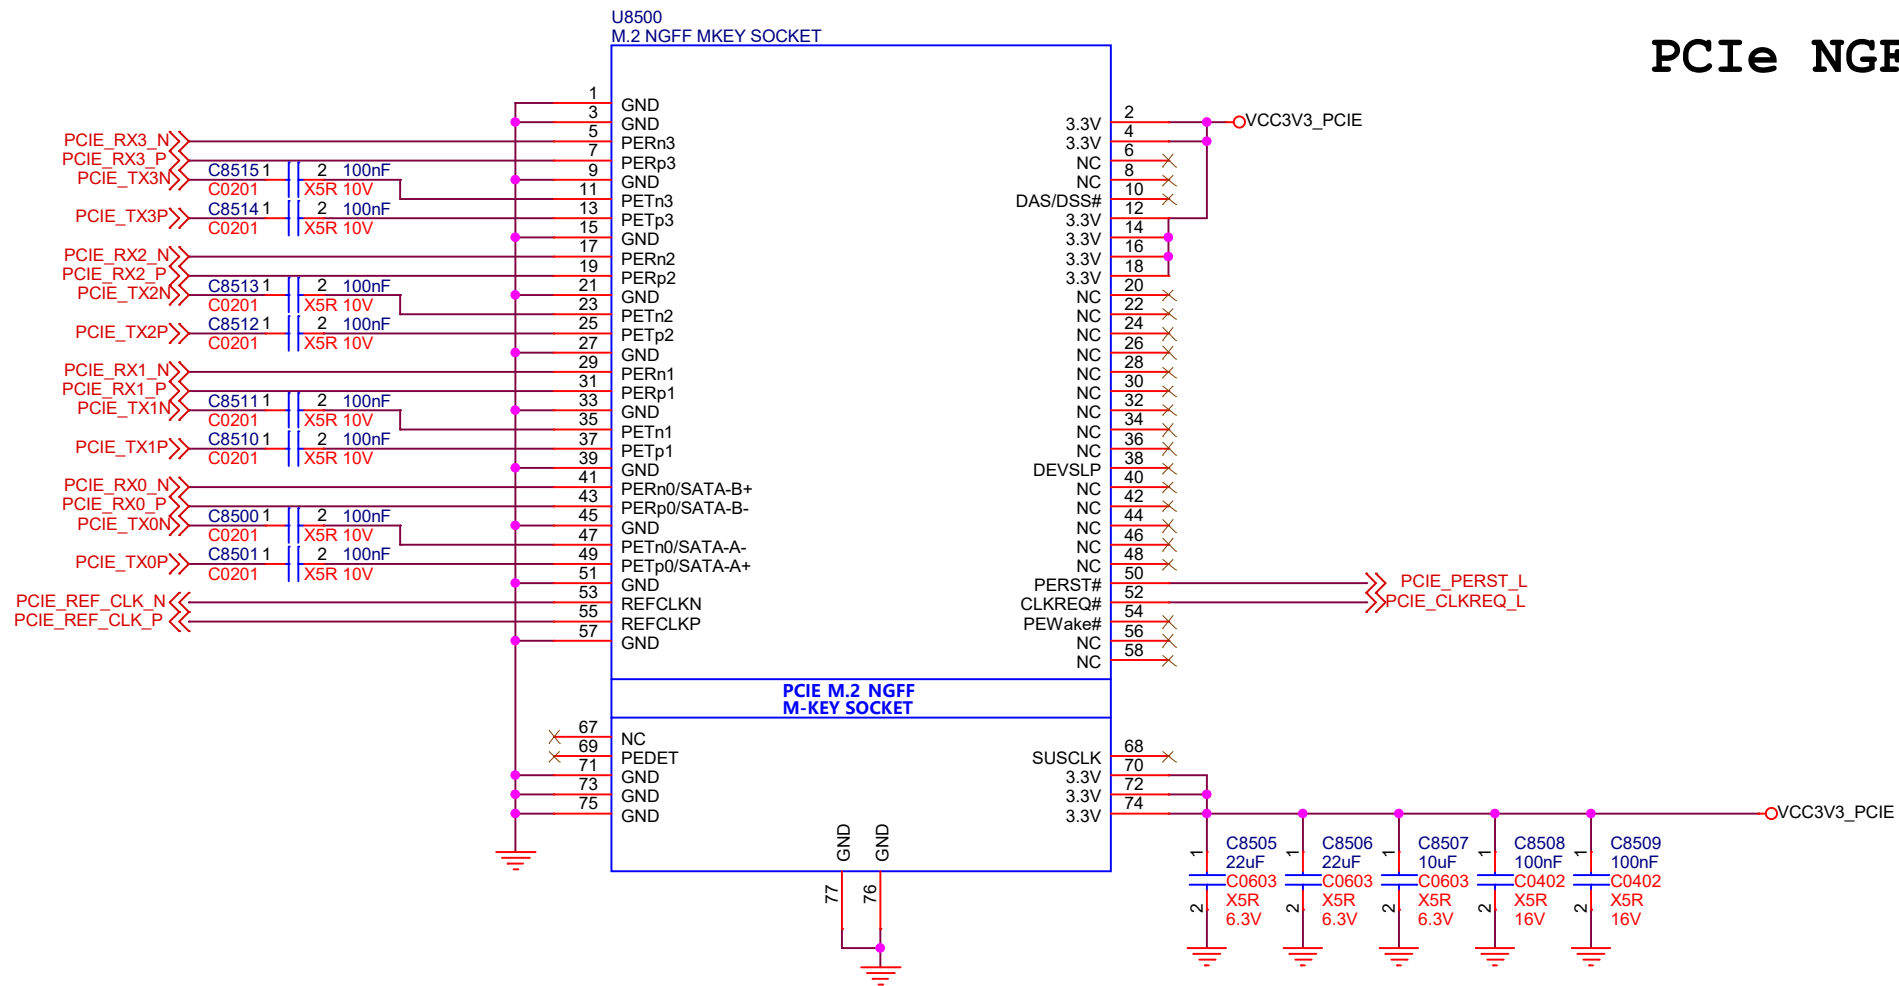 U8500
M.2 NGFF MKEY SOCKET
PCIe NGF
1 GND
3 GND
PCIE_RX3_N 5 PERn3
PCIE_RX3_P 7 PERp3
PCIE_TX3N C8515 1 2 100nF 9 GND
C0201 X5R 10V 11 PETn3
PCIE_TX3P C8514 1 2 100nF 13 PETp3
C0201 X5R 10V 15 GND
PCIE_RX2_N 17 PERn2
PCIE_RX2_P 19 PERp2
PCIE_TX2N C8513 1 2 100nF 21 GND
C0201 X5R 10V 23 PETn2
PCIE_TX2P C8512 1 2 100nF 25 PETp2
C0201 X5R 10V 27 GND
PCIE_RX1_N 29 PERn1
PCIE_RX1_P 31 PERp1
PCIE_TX1N C8511 1 2 100nF 33 GND
C0201 X5R 10V 35 PETn1
PCIE_TX1P C8510 1 2 100nF 37 PETp1
C0201 X5R 10V 39 GND
PCIE_RX0_N 41 PERn0/SATA-B+
PCIE_RX0_P 43 PERp0/SATA-B-
PCIE_TX0N C8500 1 2 100nF 45 GND
C0201 X5R 10V 47 PETn0/SATA-A-
PCIE_TX0P C8501 1 2 100nF 49 PETp0/SATA-A+
C0201 X5R 10V 51 GND
PCIE_REF_CLK_N 53 REFCLKN
PCIE_REF_CLK_P 55 REFCLKP
57 GND
3.3V 2 VCC3V3_PCIE
3.3V 4
NC 6
NC 8
DAS/DSS# 10
3.3V 12
3.3V 14
3.3V 16
3.3V 18
NC 20
NC 22
NC 24
NC 26
NC 28
NC 30
NC 32
NC 34
NC 36
DEVSLP 38
NC 40
NC 42
NC 44
NC 46
NC 48
PERST# 50 PCIE_PERST_L
CLKREQ# 52 PCIE_CLKREQ_L
PEWake# 54
NC 56
NC 58
PCIE M.2 NGFF
M-KEY SOCKET
67 NC
69 PEDET
71 GND
73 GND
75 GND
SUSCLK 68
3.3V 70
3.3V 72
3.3V 74 VCC3V3_PCIE
GND GND
77 76
1 C8505 1 C8506 1 C8507 1 C8508 1 C8509
22uF 22uF 10uF 100nF 100nF
C0603 C0603 C0603 C0402 C0402
2 X5R 2 X5R 2 X5R 2 X5R 2 X5R
6.3V 6.3V 6.3V 16V 16V